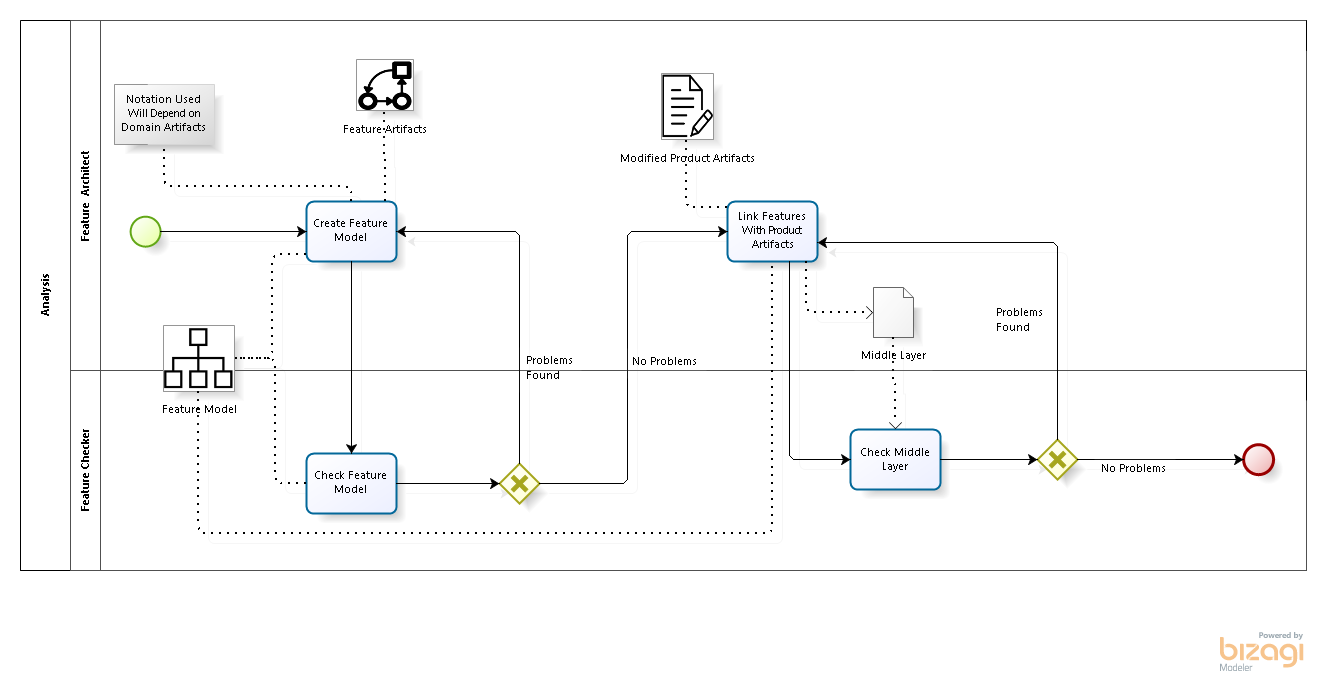 Analysis
Feature Architect
Feature Checker
Notation Used
Will Depend on
Domain Artifacts
Feature Artifacts
Modified Product Artifacts
Create Feature
Model
Link Features
With Product
Artifacts
Problems
Found
Middle Layer
Problems
Found
No Problems
Feature Model
Check Feature
Model
Check Middle
Layer
No Problems
Powered by
bizagi
Modeler